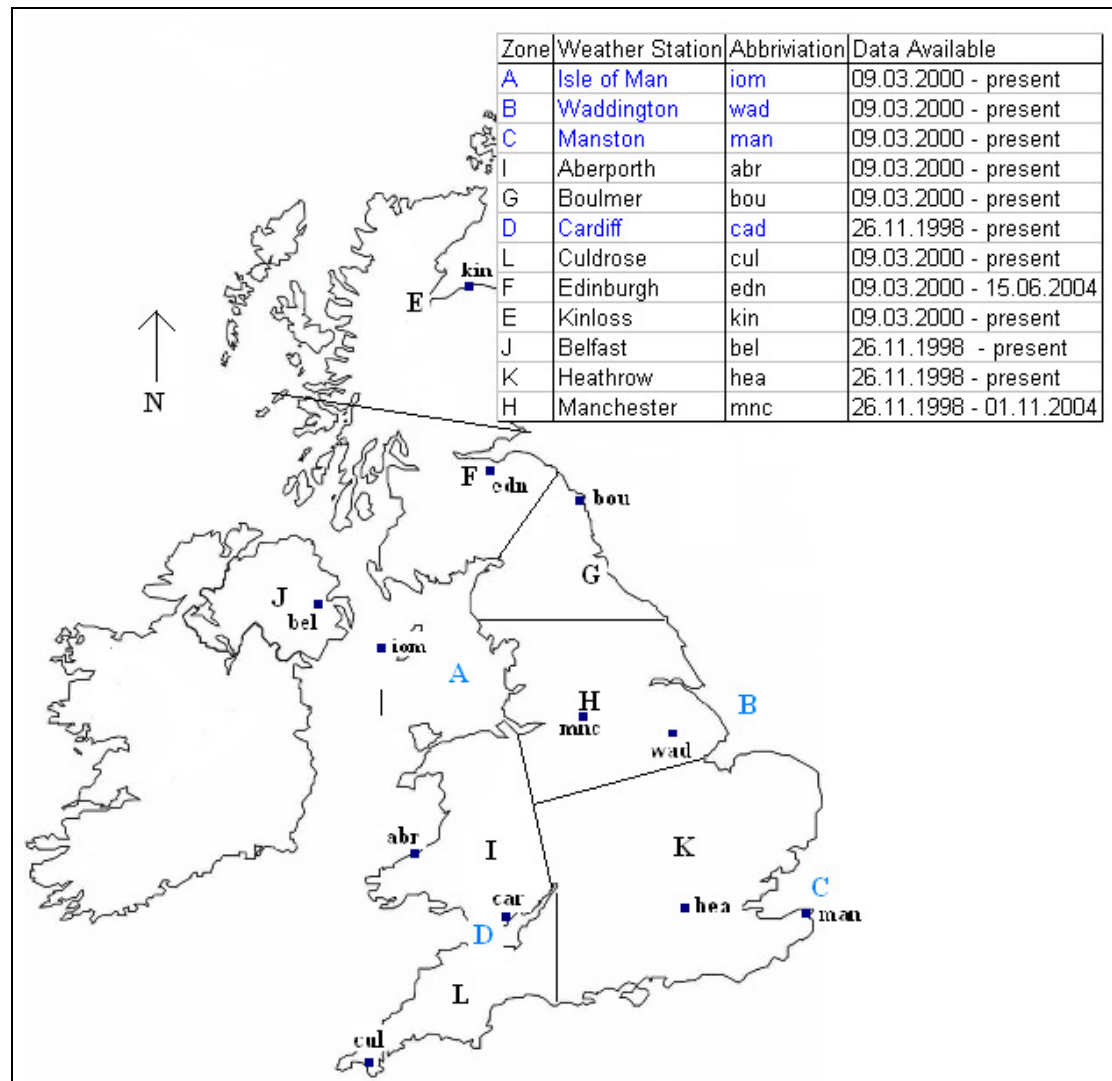 Zone Weather Station Abbriviation Data Available
A Isle of Man iom 09.03.2000 - present
B Waddington wad 09.03.2000 - present
C Manston man 09.03.2000 - present
I Aberporth abr 09.03.2000 - present
G Boulmer bou 09.03.2000 - present
D Cardiff cad 26.11.1998 - present
L Culdrose cul 09.03.2000 - present
F Edinburgh edn 09.03.2000 - 15.06.2004
E Kinloss kin 09.03.2000 - present
J Belfast bel 26.11.1998 - present
K Heathrow hea 26.11.1998 - present
H Manchester mnc 26.11.1998 - 01.11.2004
kin
E
N
F
edn
bou
G
J
bel
iom
A
H
mnc
B
wad
abr
I
K
car
C
hea
man
D
L
cul